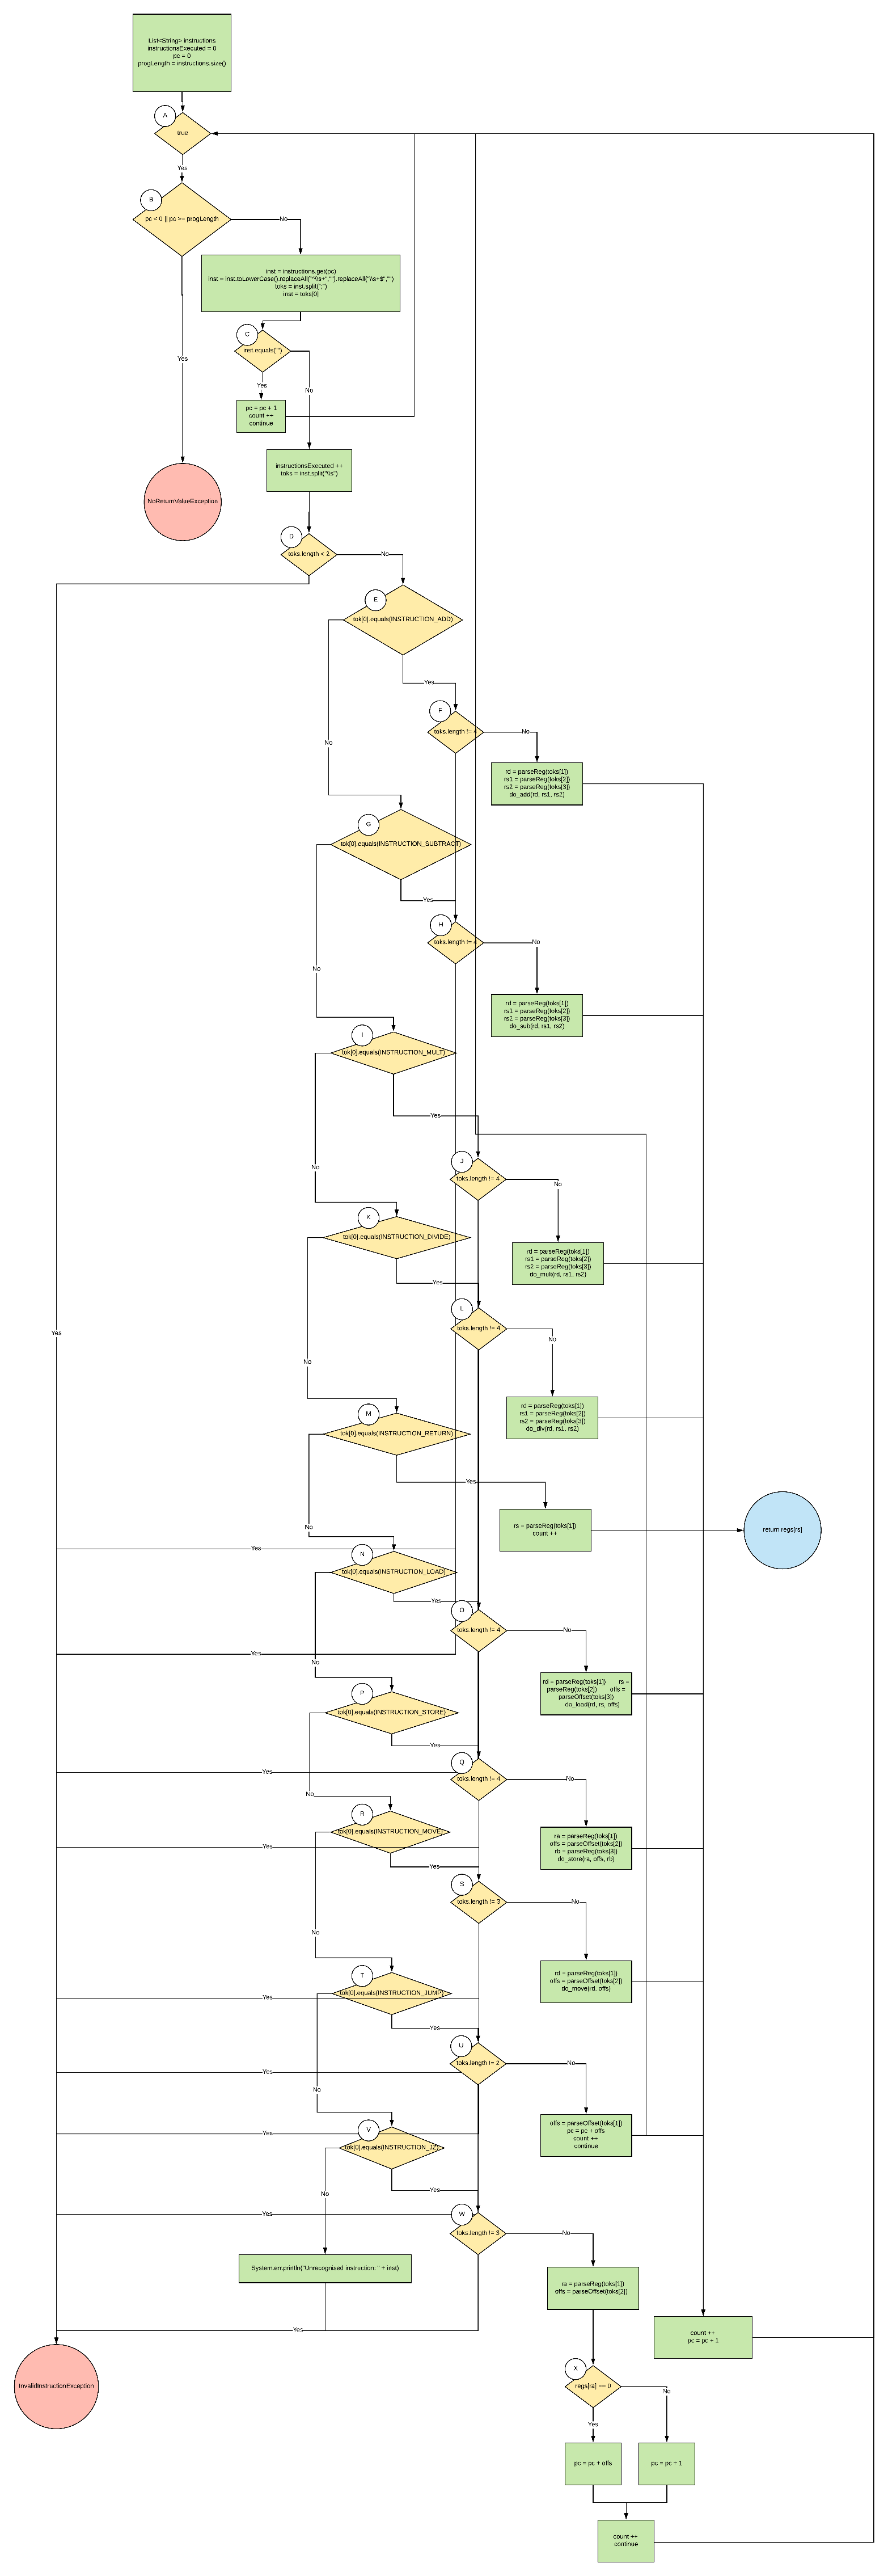 List<String> instructions
instructionsExecuted = 0
pc = 0
progLength = instructions.size()
A
true
Yes
B
pc < 0 || pc >= progLength
No
inst = instructions.get(pc)
inst = inst.toLowerCase().replaceAll("^\\s+","").replaceAll("\\s+$","")
toks = inst.split(";")
inst = toks[0]
C
inst.equals("")
Yes
Yes
No
pc = pc + 1
count ++
continue
instructionsExecuted ++
toks = inst.split("\\s")
NoReturnValueException
D
toks.length < 2
No
E
tok[0].equals(INSTRUCTION_ADD)
Yes
F
toks.length != 4
No
No
rd = parseReg(toks[1])
rs1 = parseReg(toks[2])
rs2 = parseReg(toks[3])
do_add(rd, rs1, rs2)
G
tok[0].equals(INSTRUCTION_SUBTRACT)
Yes
H
toks.length != 4
No
No
rd = parseReg(toks[1])
rs1 = parseReg(toks[2])
rs2 = parseReg(toks[3])
do_sub(rd, rs1, rs2)
I
tok[0].equals(INSTRUCTION_MULT)
Yes
J
toks.length != 4
No
No
K
tok[0].equals(INSTRUCTION_DIVIDE)
rd = parseReg(toks[1])
rs1 = parseReg(toks[2])
rs2 = parseReg(toks[3])
do_mult(rd, rs1, rs2)
Yes
L
toks.length != 4
Yes
No
No
rd = parseReg(toks[1])
rs1 = parseReg(toks[2])
rs2 = parseReg(toks[3])
do_div(rd, rs1, rs2)
M
tok[0].equals(INSTRUCTION_RETURN)
Yes
No
rs = parseReg(toks[1])
count ++
return regs[rs]
Yes
N
tok[0].equals(INSTRUCTION_LOAD)
Yes
O
toks.length != 4
No
Yes
No
rd = parseReg(toks[1]) rs =
parseReg(toks[2]) offs =
parseOffset(toks[3])
do_load(rd, rs, offs)
P
tok[0].equals(INSTRUCTION_STORE)
Yes
Q
Yes
toks.length != 4
No
No
R
tok[0].equals(INSTRUCTION_MOVE)
Yes
ra = parseReg(toks[1])
offs = parseOffset(toks[2])
rb = parseReg(toks[3])
do_store(ra, offs, rb)
Yes
S
toks.length != 3
No
No
T
tok[0].equals(INSTRUCTION_JUMP)
Yes
rd = parseReg(toks[1])
offs = parseOffset(toks[2])
do_move(rd, offs)
Yes
U
toks.length != 2
No
Yes
No
offs = parseOffset(toks[1])
pc = pc + offs
count ++
continue
V
Yes
tok[0].equals(INSTRUCTION_JZ)
Yes
No
Yes
W
toks.length != 3
No
System.err.println("Unrecognised instruction: " + inst)
ra = parseReg(toks[1])
offs = parseOffset(toks[2])
Yes
count ++
pc = pc + 1
InvalidInstructionException
X
regs[ra] == 0
No
Yes
pc = pc + offs
pc = pc + 1
count ++
continue